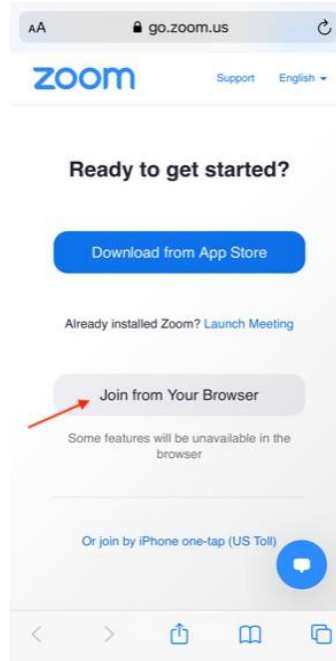 AA go.zoom.us
zoom Support English
Ready to get started?
Download from App Store
Already installed Zoom? Launch Meeting
Join from Your Browser
Some features will be unavailable in the
browser
Or join by iPhone one-tap (US Toll)